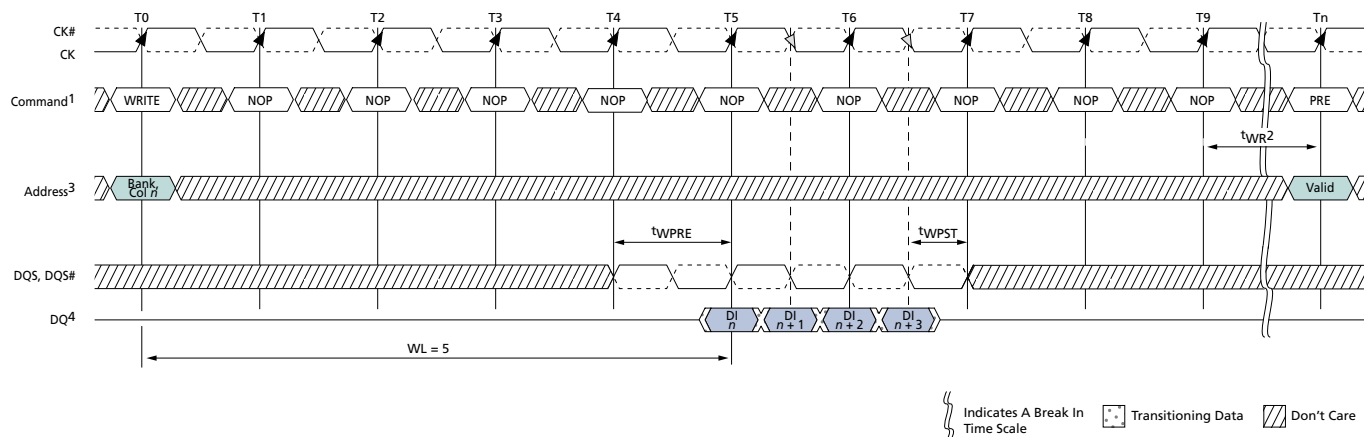 T0 T1 T2 T3 T4 T5 T6 T7 T8 T9 Tn
CK#
CK
Command1 WRITE NOP NOP NOP NOP NOP NOP NOP NOP NOP PRE
tWR2
Address3 Bank, Col n Valid
tWPRE tWPST
DQS, DQS#
DQ4 DI n DI n + 1 DI n + 2 DI n + 3
WL = 5
Indicates A Break In
Time Scale
Transitioning Data
Don't Care